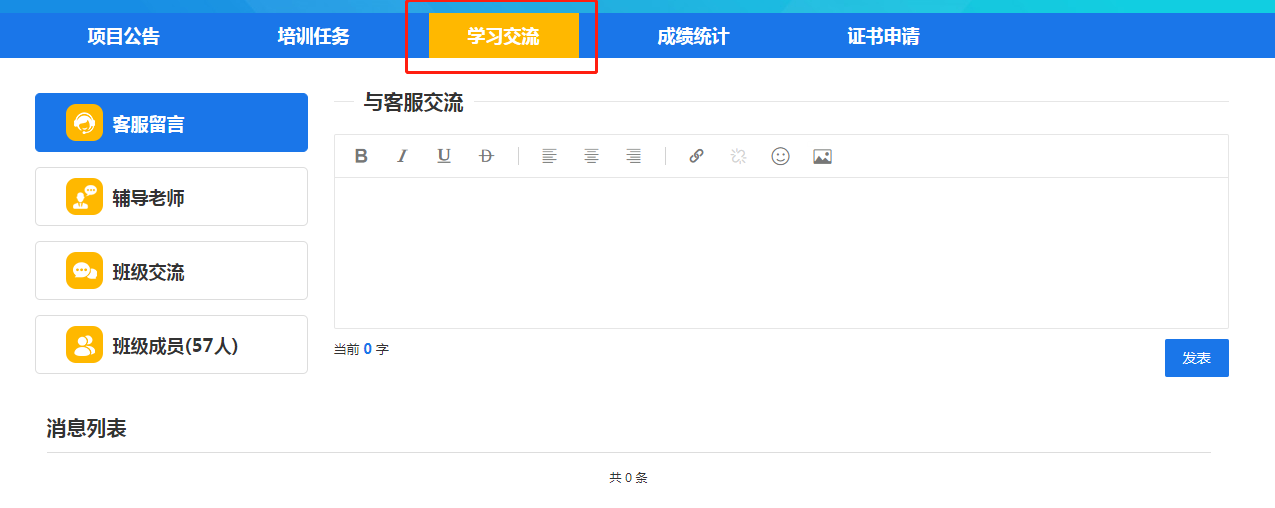 项目公告 培训任务 学习交流 成绩统计 证书申请
客服留言
辅导老师
班级交流
班级成员(57人)
与客服交流
B I U D
当前 0 字
发表
消息列表
共 0 条